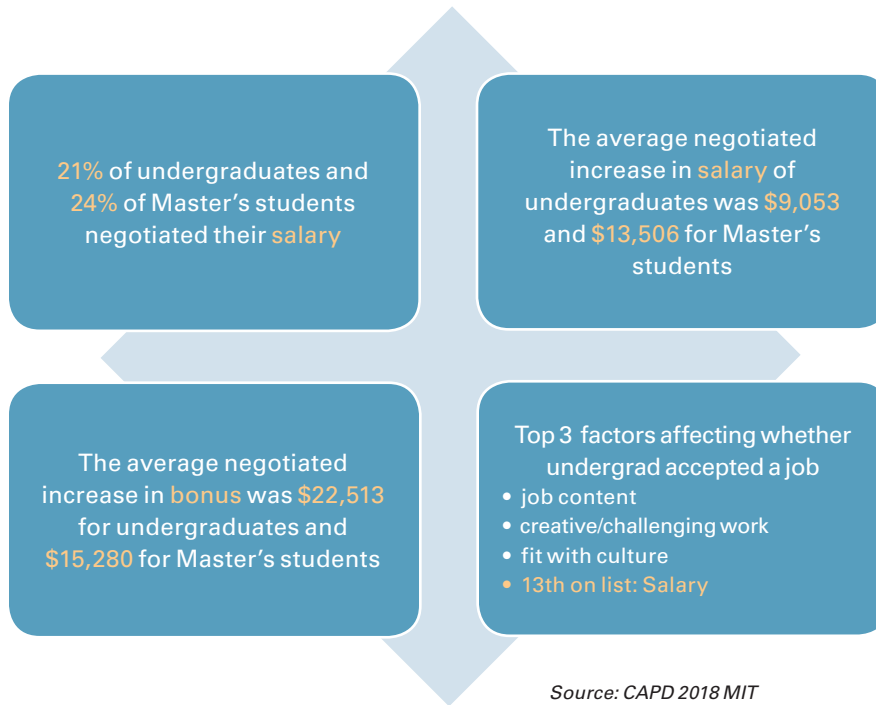 21% of undergraduates and
24% of Master’s students
negotiated their salary
The average negotiated
increase in salary of
undergraduates was $9,053
and $13,506 for Master’s
students
The average negotiated
increase in bonus was $22,513
for undergraduates and
$15,280 for Master’s students
Top 3 factors affecting whether
undergrad accepted a job
• job content
• creative/challenging work
• fit with culture
• 13th on list: Salary
Source: CAPD 2018 MIT